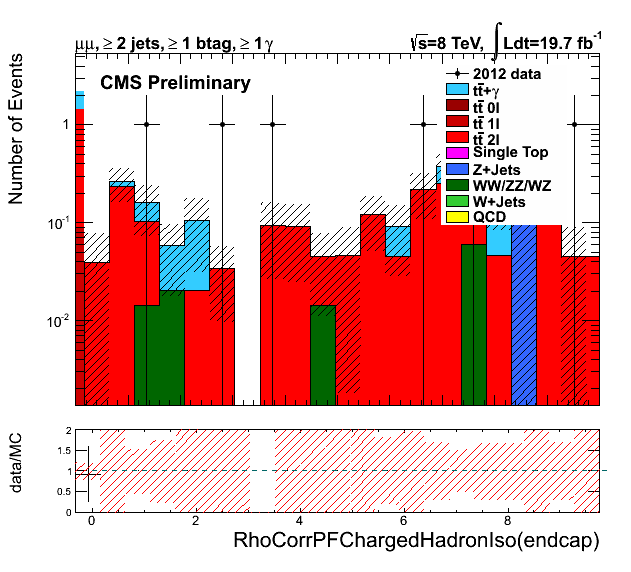 μμ, ≥ 2 jets, ≥ 1 btag, ≥ 1 γ
√s=8 TeV, ∫Ldt=19.7 fb⁻¹
CMS Preliminary
Number of Events
1
10⁻¹
10⁻²
2012 data
tt̄+γ
tt̄ 0l
tt̄ 1l
tt̄ 2l
Single Top
Z+Jets
WW/ZZ/WZ
W+Jets
QCD
data/MC
2
1.5
1
0.5
0
0 2 4 6 8
RhoCorrPFChargedHadronIso(endcap)